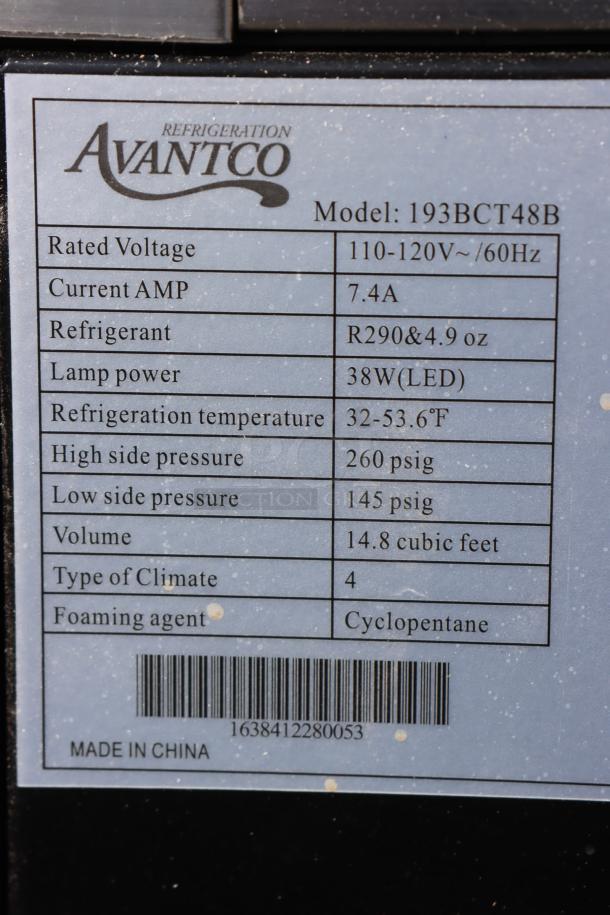 REFRIGERATION
AVANTCO
Model: 193BCT48B
Rated Voltage 110-120V~ /60Hz
Current AMP 7.4A
Refrigerant R290&4.9 oz
Lamp power 38W(LED)
Refrigeration temperature 32-53.6°F
High side pressure 260 psig
Low side pressure 145 psig
Volume 14.8 cubic feet
Type of Climate 4
Foaming agent Cyclopentane
1638412280053
MADE IN CHINA